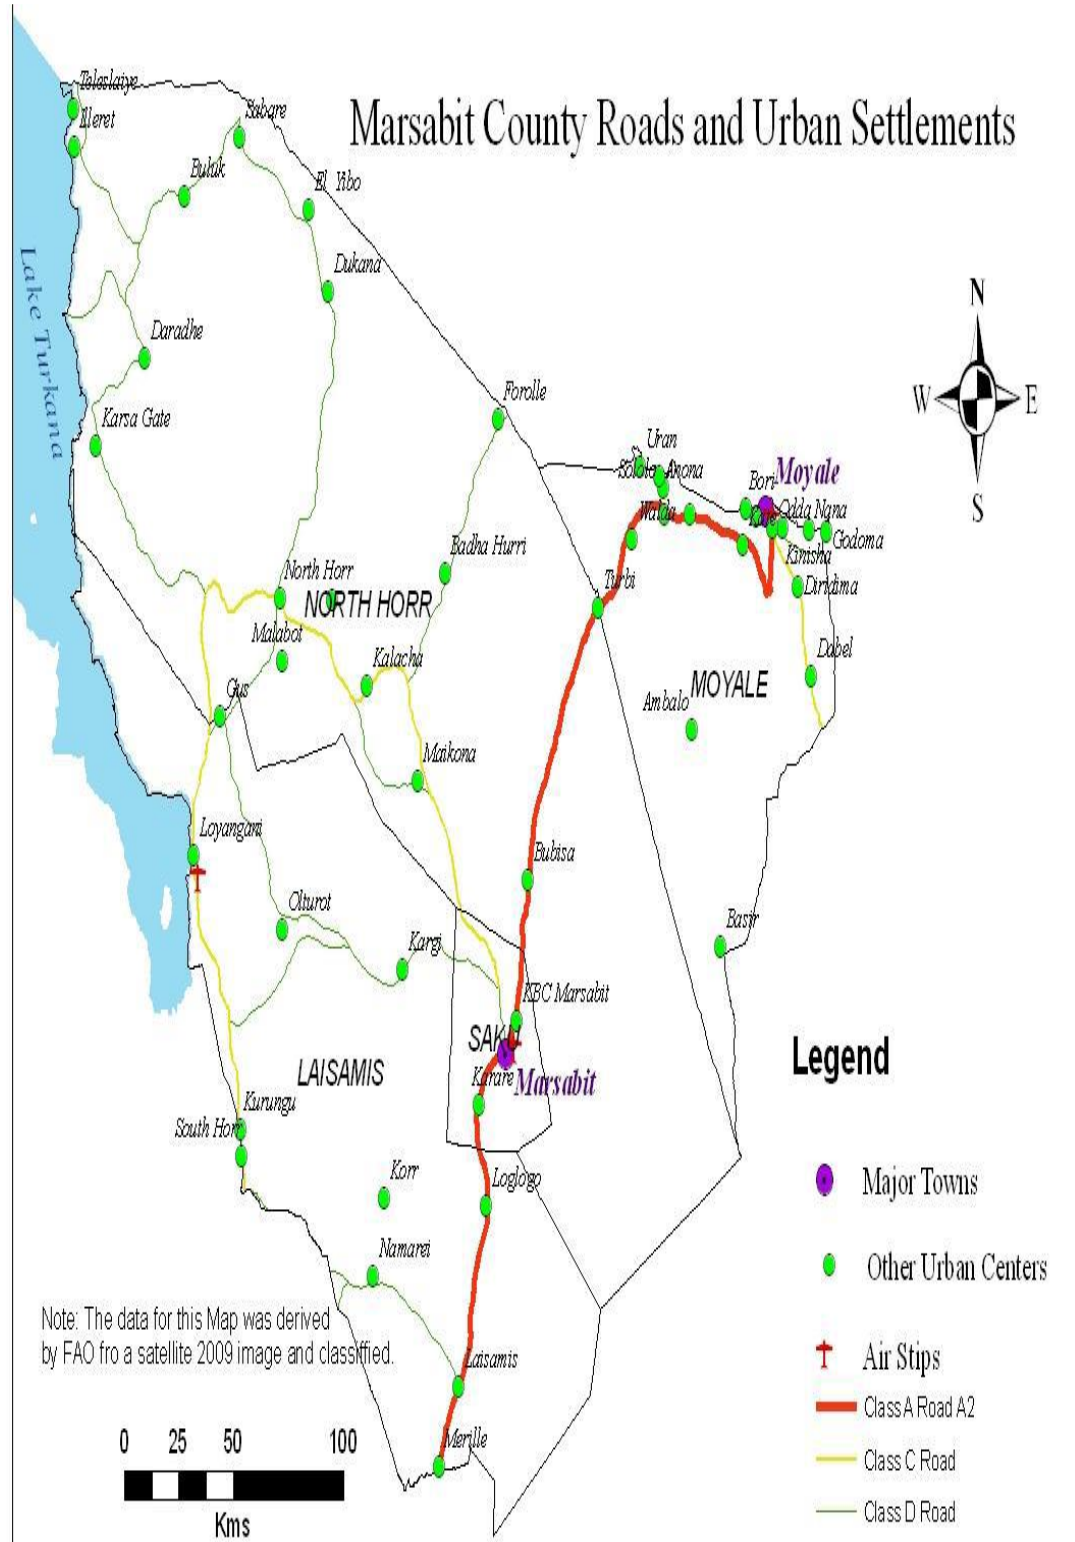 Marsabit County Roads and Urban Settlements
Teleslaiye
Illeret
Sabare
Buluk
El Yibo
Dukana
Lake Turkana
Daradhe
Karsa Gate
Forolle
N
W
E
S
Uran
Sololo
Anona
Moyale
Bori
Walda
Odda
Nana
Godoma
Kinisha
Diridima
Badha Hurri
North Horr
NORTH HORR
Turbi
Malabot
Kalacha
Dabel
MOYALE
Gus
Ambalo
Maikona
Loyangani
Bubisa
Olturot
Kargi
Basir
KBC Marsabit
SAKU
LAISAMIS
Karare
Marsabit
Kurungu
South Horr
Korr
Loglogo
Namarei
Laisamis
Merille
Note: The data for this Map was derived
by FAO fro a satellite 2009 image and classiffied.
0 25 50 100
Kms
Legend
Major Towns
Other Urban Centers
Air Stips
Class A Road A2
Class C Road
Class D Road